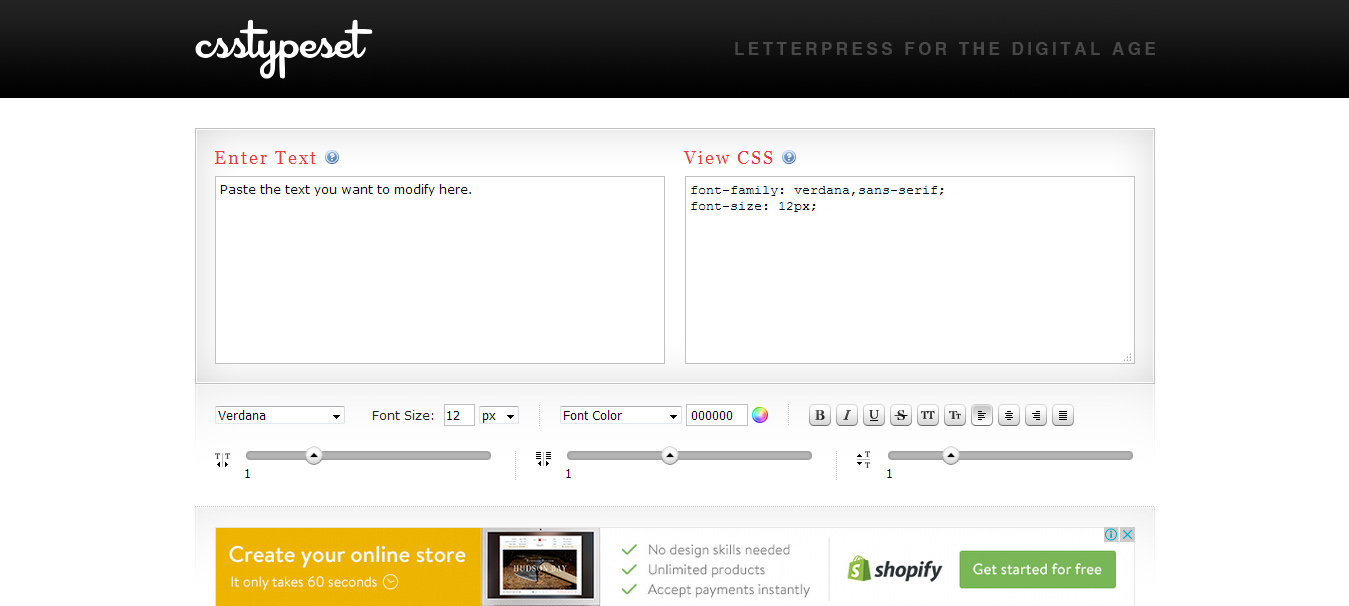 csstypeset
LETTERPRESS FOR THE DIGITAL AGE
Enter Text
View CSS
Paste the text you want to modify here.
font-family: verdana,sans-serif;
font-size: 12px;
Verdana
Font Size:
12
px
Font Color
000000
B
I
U
S
TT
Tr
T T
1
1
T
T
1
Create your online store
It only takes 60 seconds
HUDSON BAY
No design skills needed
Unlimited products
Accept payments instantly
shopify
Get started for free